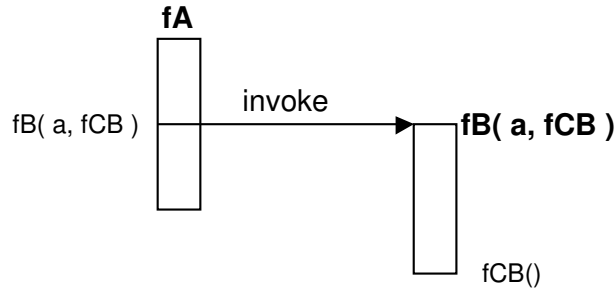 fA
invoke
fB( a, fCB )
fB( a, fCB )
fCB()